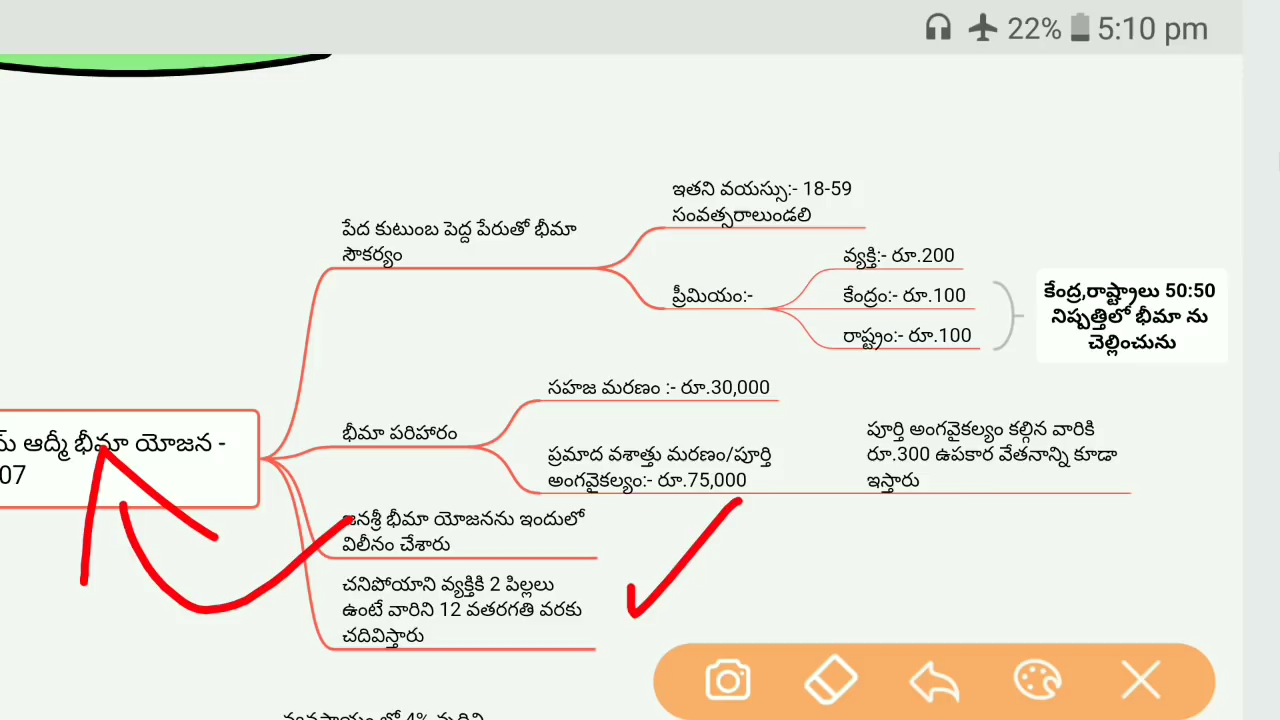 22% 5:10 pm
ఇతని వయస్సు:- 18-59
సంవత్సరాలుండలి
పేద కుటుంబ పెద్ద పేరుతో భీమా
సౌకర్యం
వ్యక్తి:- రూ.200
ప్రీమియం:-
కేంద్రం:- రూ.100
రాష్ట్రం:- రూ.100
కేంద్ర,రాష్ట్రాలు 50:50
నిష్పత్తిలో భీమా ను
చెల్లించును
సహజ మరణం :- రూ.30,000
భీమా పరిహారం
ప్రమాద వశాత్తు మరణం/పూర్తి
అంగవైకల్యం:- రూ.75,000
పూర్తి అంగవైకల్యం కల్గిన వారికి
రూ.300 ఉపకార వేతనాన్ని కూడా
ఇస్తారు
ఆద్మీ భీమా యోజన -
07
జనశ్రీ భీమా యోజనను ఇందులో
విలీనం చేశారు
చనిపోయాని వ్యక్తికి 2 పిల్లలు
ఉంటే వారిని 12 వతరగతి వరకు
చదివిస్తారు